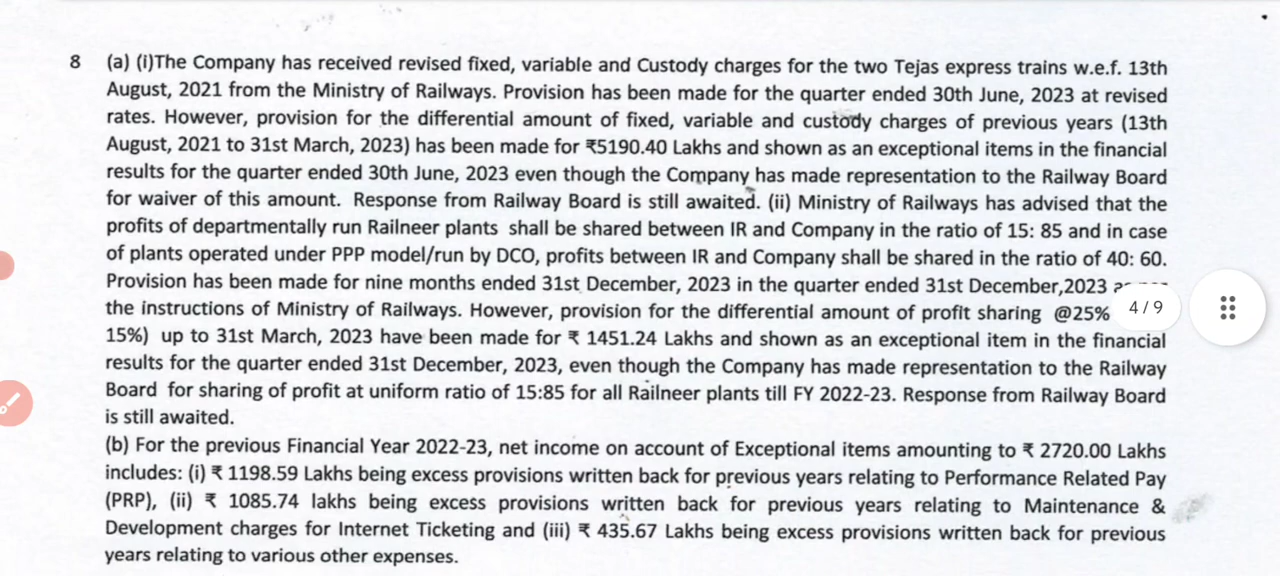 8 (a) (i)The Company has received revised fixed, variable and Custody charges for the two Tejas express trains w.e.f. 13th
August, 2021 from the Ministry of Railways. Provision has been made for the quarter ended 30th June, 2023 at revised
rates. However, provision for the differential amount of fixed, variable and custody charges of previous years (13th
August, 2021 to 31st March, 2023) has been made for ₹5190.40 Lakhs and shown as an exceptional items in the financial
results for the quarter ended 30th June, 2023 even though the Company has made representation to the Railway Board
for waiver of this amount. Response from Railway Board is still awaited. (ii) Ministry of Railways has advised that the
profits of departmentally run Railneer plants shall be shared between IR and Company in the ratio of 15: 85 and in case
of plants operated under PPP model/run by DCO, profits between IR and Company shall be shared in the ratio of 40: 60.
Provision has been made for nine months ended 31st December, 2023 in the quarter ended 31st December,2023
the instructions of Ministry of Railways. However, provision for the differential amount of profit sharing @25%
4/9
15%) up to 31st March, 2023 have been made for ₹ 1451.24 Lakhs and shown as an exceptional item in the financial
results for the quarter ended 31st December, 2023, even though the Company has made representation to the Railway
Board for sharing of profit at uniform ratio of 15:85 for all Railneer plants till FY 2022-23. Response from Railway Board
is still awaited.
(b) For the previous Financial Year 2022-23, net income on account of Exceptional items amounting to ₹ 2720.00 Lakhs
includes: (i) ₹ 1198.59 Lakhs being excess provisions written back for previous years relating to Performance Related Pay
(PRP), (ii) ₹ 1085.74 lakhs being excess provisions written back for previous years relating to Maintenance &
Development charges for Internet Ticketing and (iii) ₹ 435.67 Lakhs being excess provisions written back for previous
years relating to various other expenses.